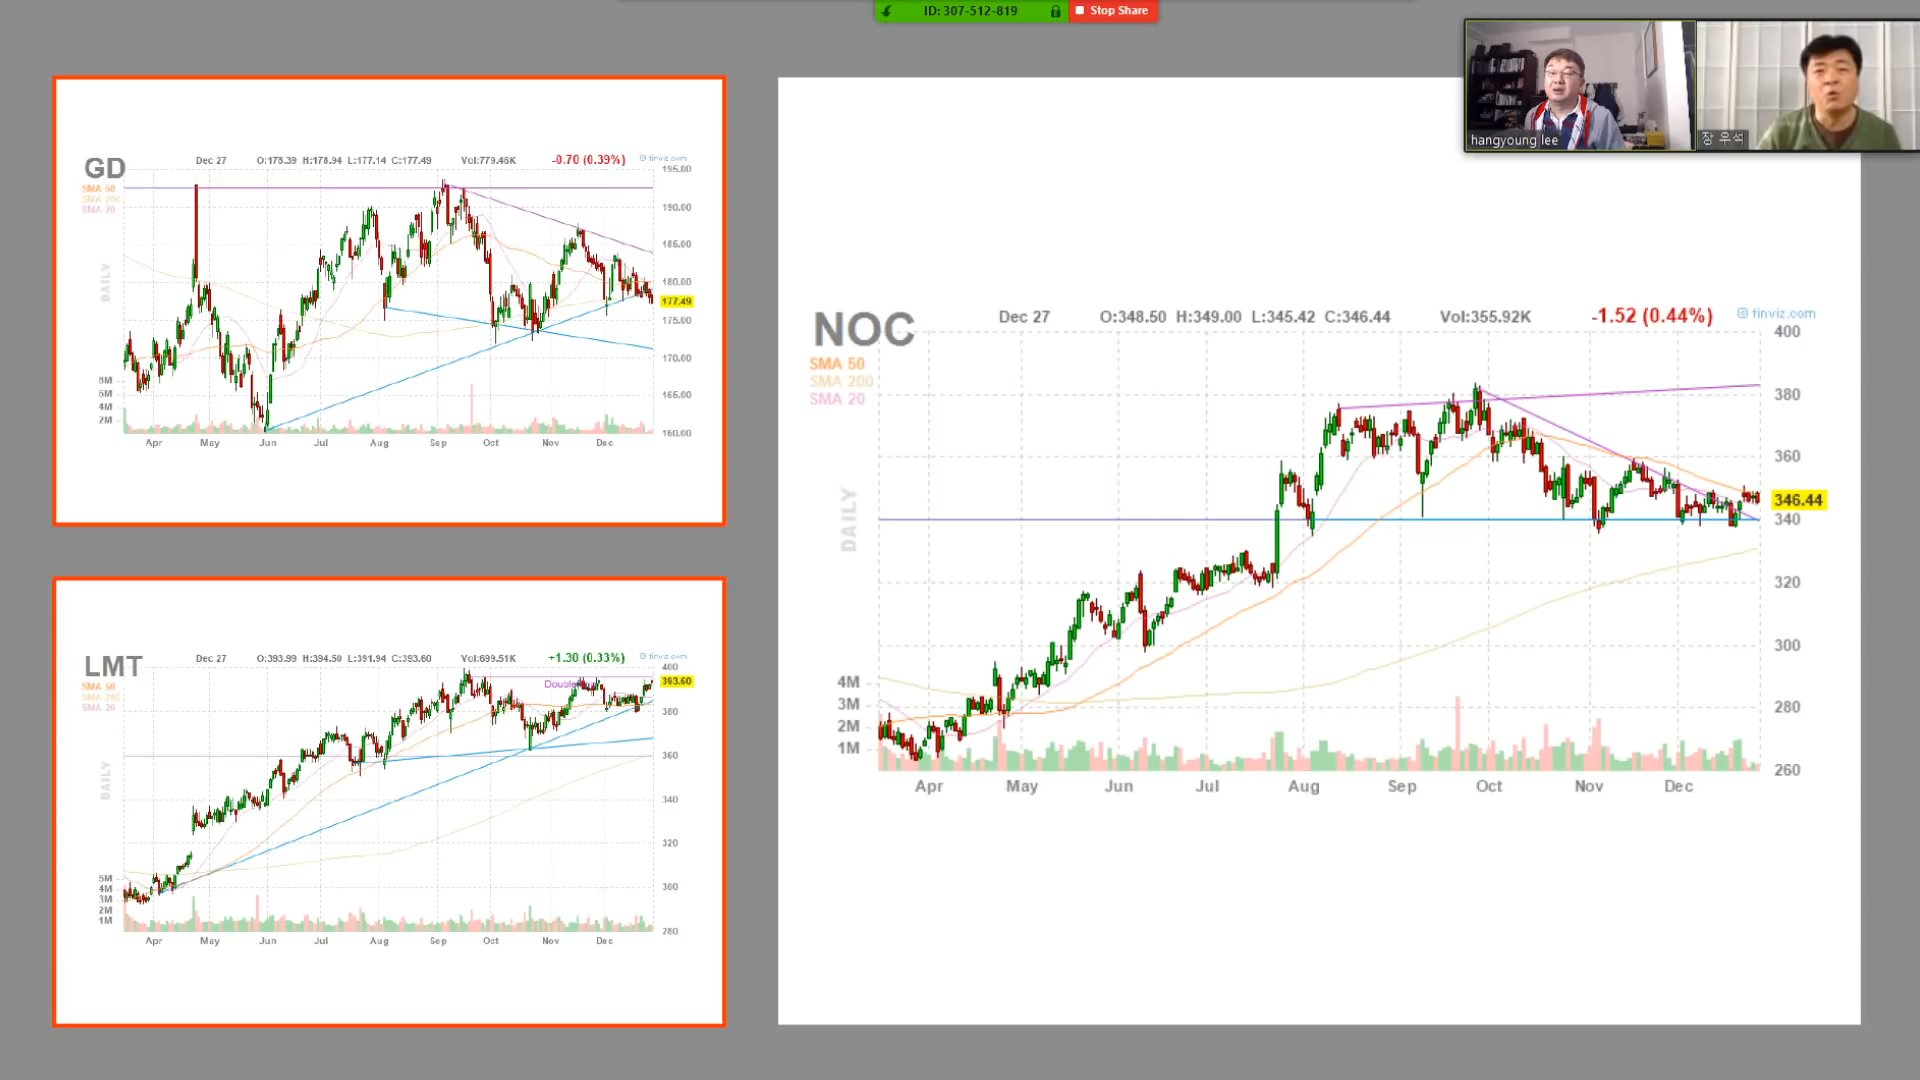 ID: 307-512-819
Stop Share
hangyoung lee
장 우석
GD
Dec 27 O:178.39 H:178.94 L:177.14 C:177.49 Vol:779.46K -0.70 (0.39%) © finviz.com
SMA 50
SMA 200
SMA 20
DAILY
195.00
190.00
185.00
180.00
177.49
175.00
170.00
165.00
160.00
8M
6M
4M
2M
Apr May Jun Jul Aug Sep Oct Nov Dec
LMT
Dec 27 O:393.99 H:394.50 L:391.94 C:393.60 Vol:699.51K +1.30 (0.33%) © finviz.com
SMA 50
SMA 200
SMA 20
Double
DAILY
400
393.60
380
360
340
320
300
280
5M
4M
3M
2M
1M
Apr May Jun Jul Aug Sep Oct Nov Dec
NOC
Dec 27 O:348.50 H:349.00 L:345.42 C:346.44 Vol:355.92K -1.52 (0.44%) © finviz.com
SMA 50
SMA 200
SMA 20
DAILY
400
380
360
346.44
340
320
300
280
260
4M
3M
2M
1M
Apr May Jun Jul Aug Sep Oct Nov Dec